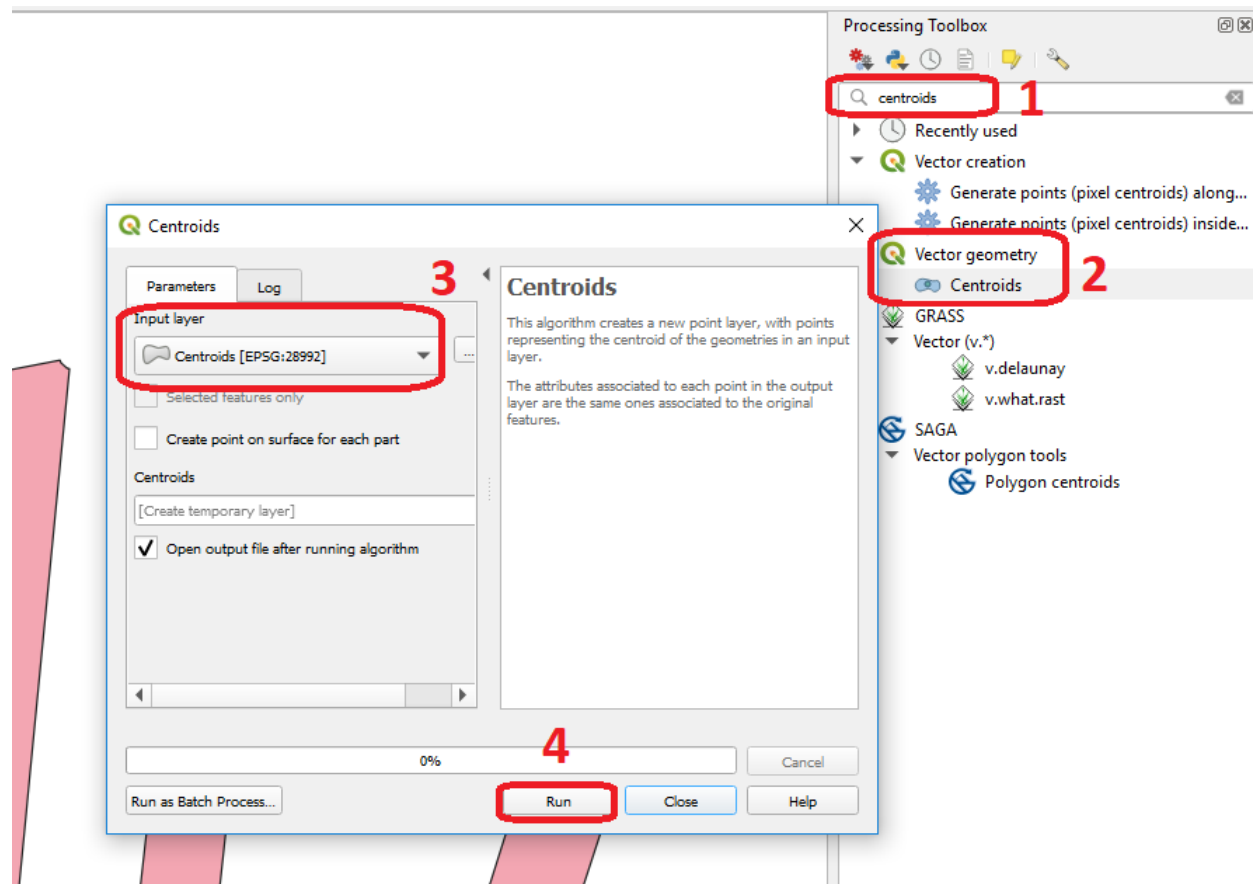 Processing Toolbox
centroids
1
Recently used
Vector creation
Generate points (pixel centroids) along...
Generate points (pixel centroids) inside...
Vector geometry
Centroids
2
GRASS
Vector (v.*)
v.delaunay
v.what.rast
SAGA
Vector polygon tools
Polygon centroids
Centroids
Parameters
Log
3
Input layer
Centroids [EPSG:28992]
...
Selected features only
Create point on surface for each part
Centroids
[Create temporary layer]
Open output file after running algorithm
Centroids
This algorithm creates a new point layer, with points
representing the centroid of the geometries in an input
layer.
The attributes associated to each point in the output
layer are the same ones associated to the original
features.
0%
4
Cancel
Run as Batch Process...
Run
Close
Help